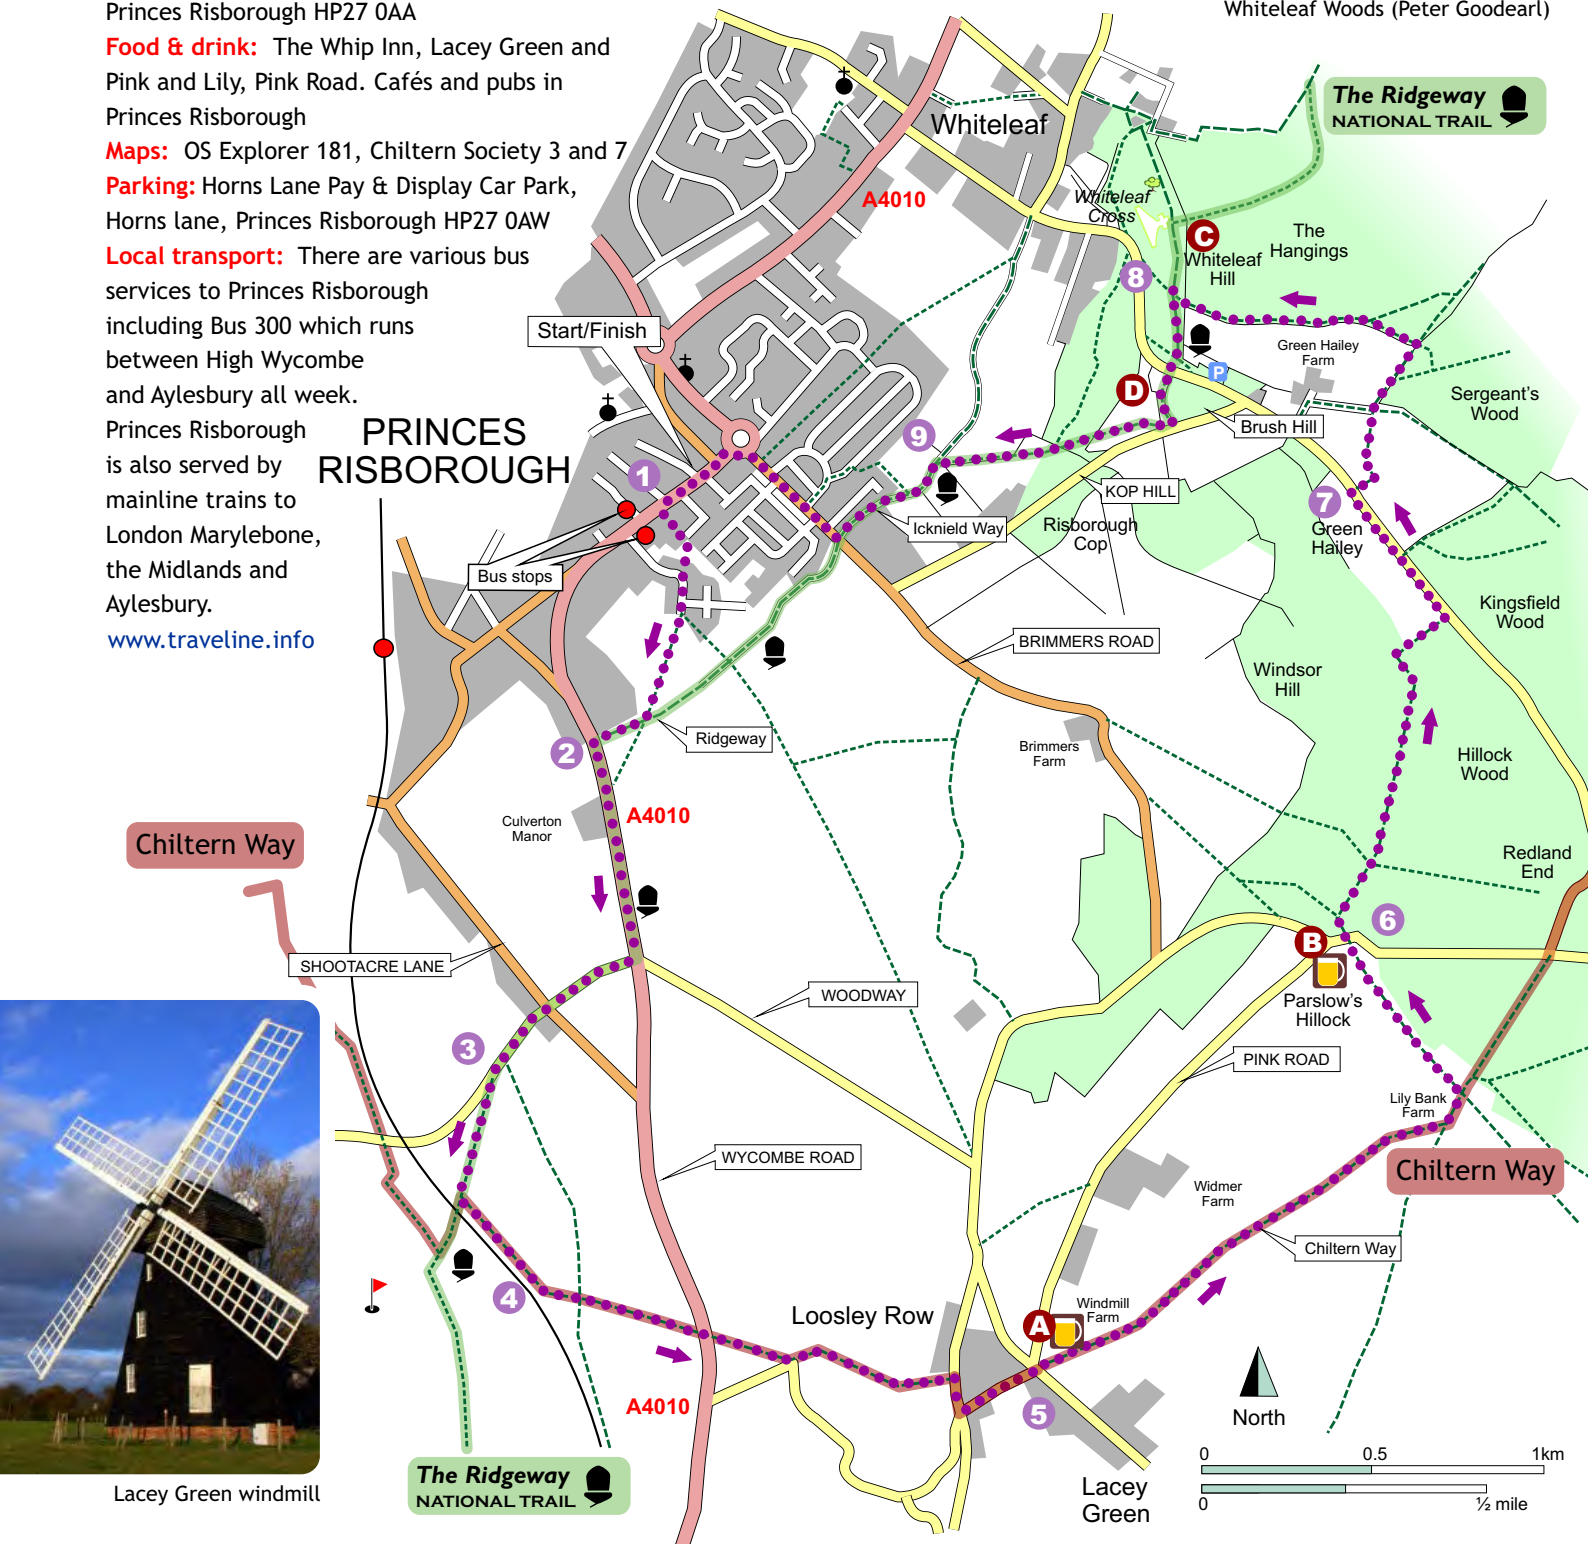 Princes Risborough HP27 0AA
Food & drink: The Whip Inn, Lacey Green and
Pink and Lily, Pink Road. Cafés and pubs in
Princes Risborough
Maps: OS Explorer 181, Chiltern Society 3 and 7
Parking: Horns Lane Pay & Display Car Park,
Horns lane, Princes Risborough HP27 0AW
Local transport: There are various bus
services to Princes Risborough
including Bus 300 which runs
between High Wycombe
and Aylesbury all week.
Princes Risborough
is also served by
mainline trains to
London Marylebone,
the Midlands and
Aylesbury.
www.traveline.info
Whiteleaf Woods (Peter Goodearl)
The Ridgeway
NATIONAL TRAIL
Whiteleaf
A4010
Whiteleaf
Cross
C
Whiteleaf
Hill
The
Hangings
8
Start/Finish
Green Hailey
Farm
P
D
Sergeant's
Wood
Brush Hill
PRINCES
RISBOROUGH
1
9
KOP HILL
7
Icknield Way
Risborough
Cop
Green
Hailey
Bus stops
Kingsfield
Wood
BRIMMERS ROAD
Windsor
Hill
Ridgeway
2
Brimmers
Farm
Hillock
Wood
Culverton
Manor
A4010
Chiltern Way
Redland
End
6
B
SHOOTACRE LANE
WOODWAY
Parslow's
Hillock
3
PINK ROAD
Lily Bank
Farm
WYCOMBE ROAD
Chiltern Way
Widmer
Farm
Chiltern Way
4
Loosley Row
Windmill
Farm
A
A4010
5
North
The Ridgeway
NATIONAL TRAIL
Lacey
Green
0 0.5 1km
0 ½ mile
Lacey Green windmill